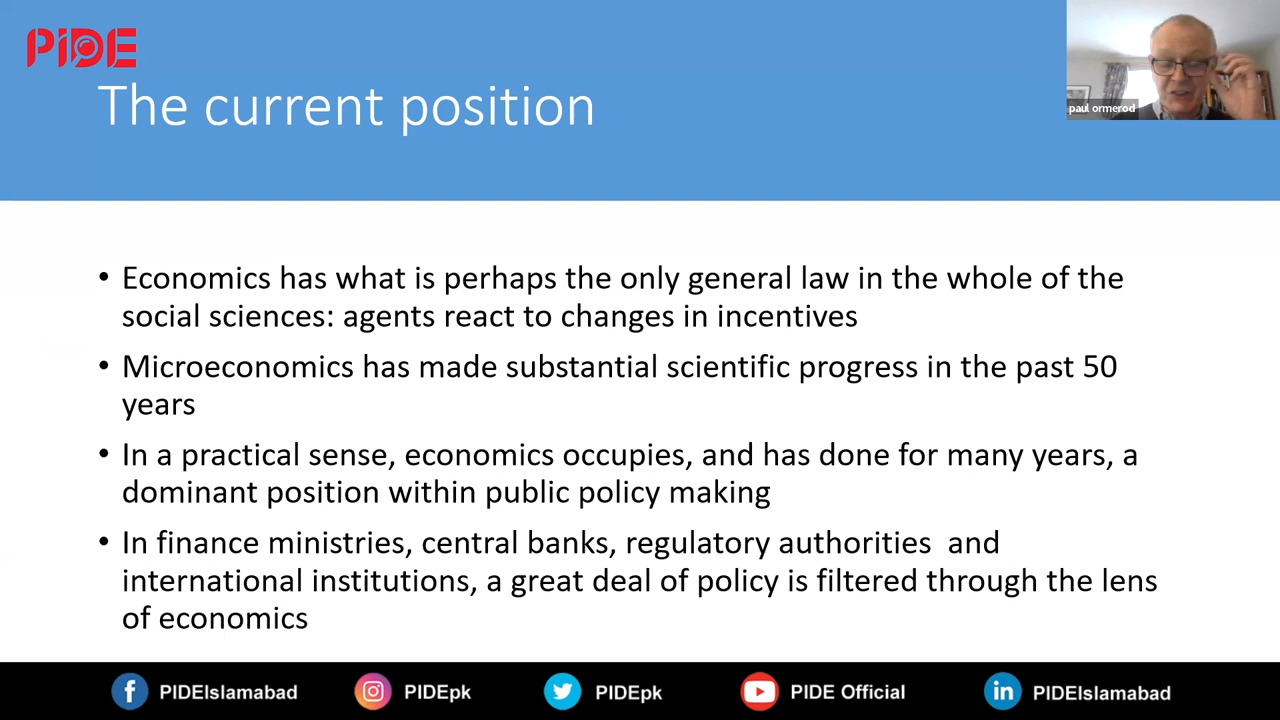 PIDE
The current position
paul ormerod
• Economics has what is perhaps the only general law in the whole of the
social sciences: agents react to changes in incentives
• Microeconomics has made substantial scientific progress in the past 50
years
• In a practical sense, economics occupies, and has done for many years, a
dominant position within public policy making
• In finance ministries, central banks, regulatory authorities  and
international institutions, a great deal of policy is filtered through the lens
of economics
PIDEIslamabad PIDEpk PIDEpk PIDE Official PIDEIslamabad